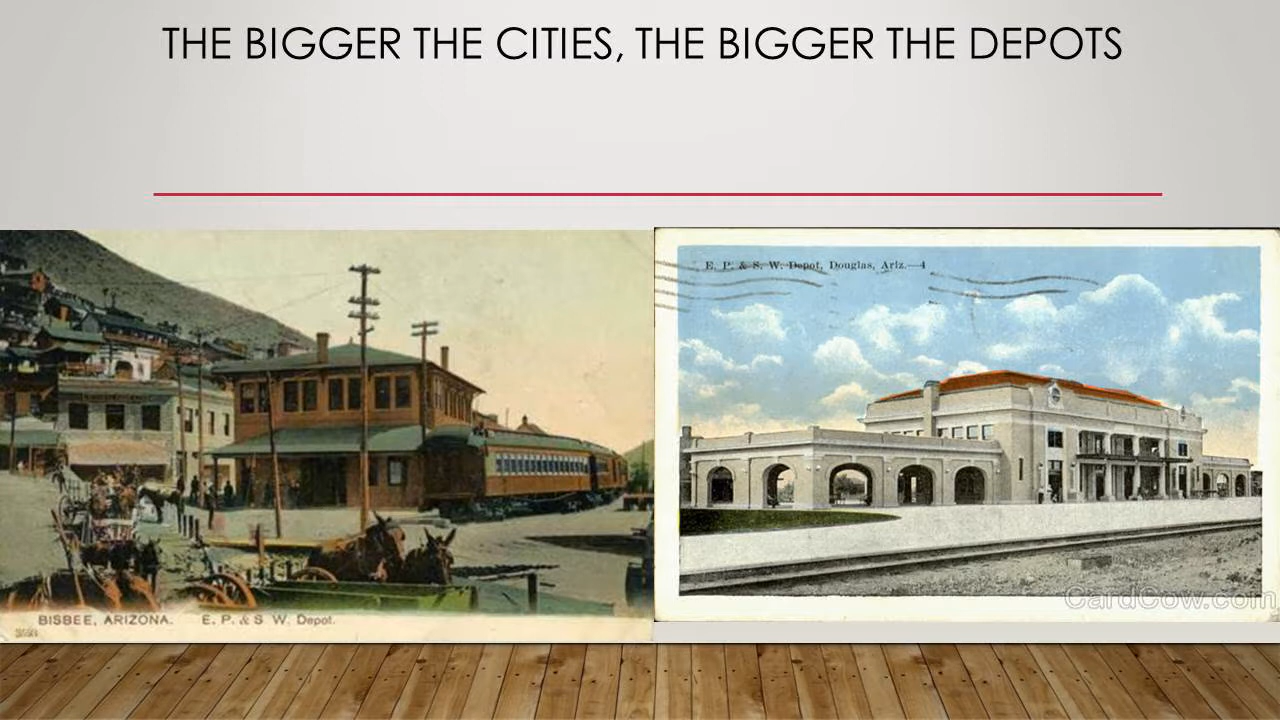 THE BIGGER THE CITIES, THE BIGGER THE DEPOTS
E. P. & S. W. Depot, Douglas, Ariz.—4
BISBEE, ARIZONA. E. P. & S W. Depot.
CardCow.com